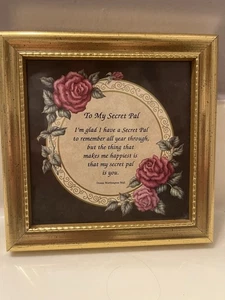 To My Secret Pal
I'm glad I have a Secret Pal
to remember all year through,
but the thing that
makes me happiest is
that my secret pal
is you.